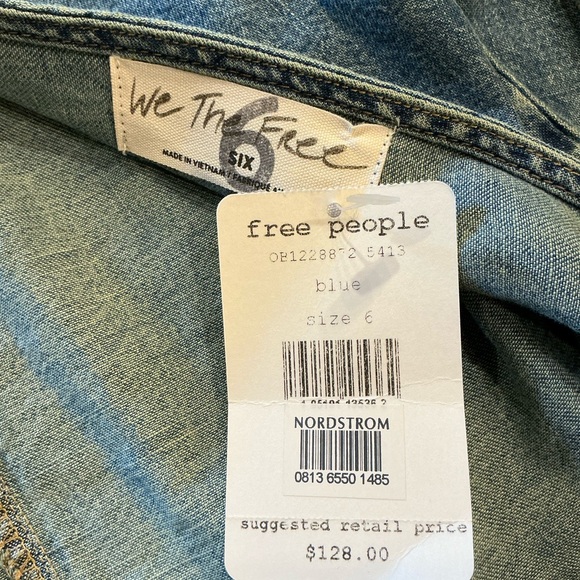 We The Free
6
SIX
MADE IN VIETNAM / FABRIQUÉ
free people
OB1228872 5413
blue
size 6
NORDSTROM
0813 6550 1485
suggested retail price
$128.00